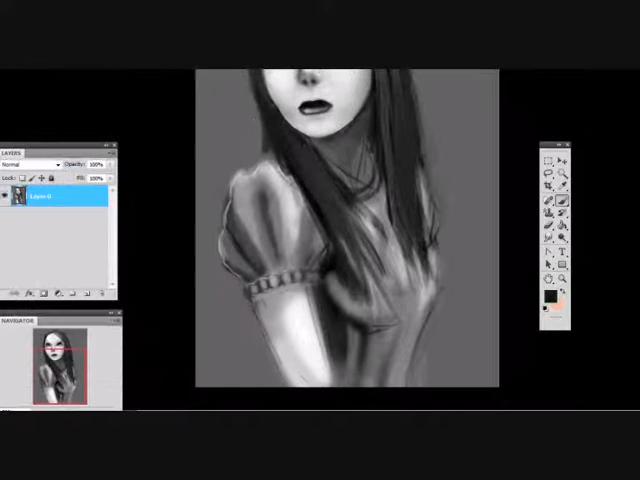 LAYERS
Normal Opacity: 100%
Lock: Fill: 100%
Layer 0
NAVIGATOR